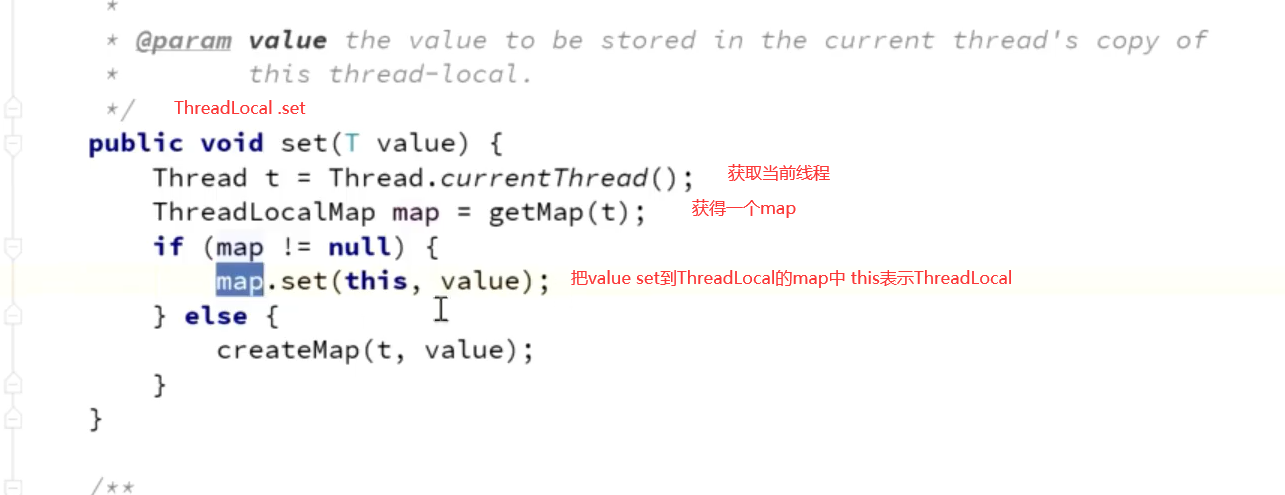 *
* @param value the value to be stored in the current thread's copy of
* this thread-local.
*/ ThreadLocal .set
public void set(T value) {
Thread t = Thread.currentThread(); 获取当前线程
ThreadLocalMap map = getMap(t); 获得一个map
if (map != null) {
map.set(this, value); 把value set到ThreadLocal的map中 this表示ThreadLocal
} else {
createMap(t, value);
}
}
/**